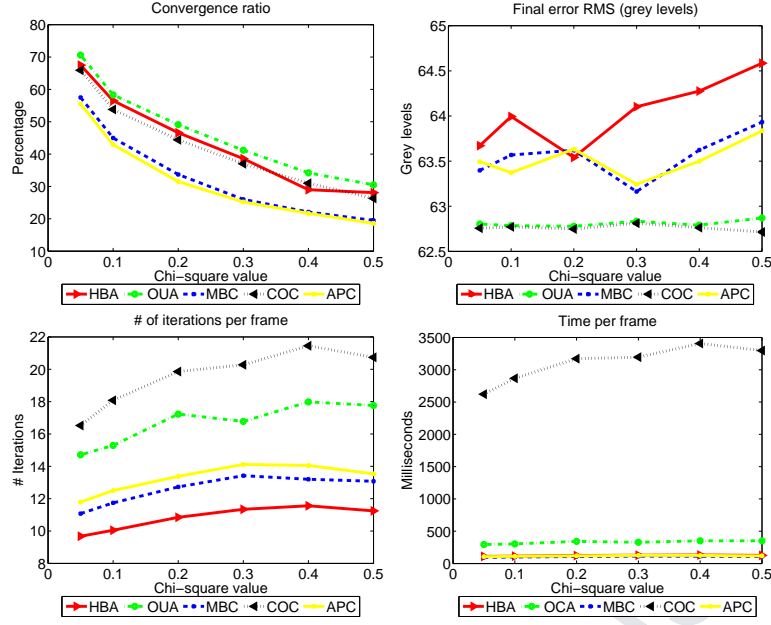 Convergence ratio
Percentage
80
70
60
50
40
30
20
10
0 0.1 0.2 0.3 0.4 0.5
Chi-square value
HBA OUA MBC COC APC
Final error RMS (grey levels)
Grey levels
65
64.5
64
63.5
63
62.5
0 0.1 0.2 0.3 0.4 0.5
Chi-square value
HBA OUA MBC COC APC
# of iterations per frame
# Iterations
22
20
18
16
14
12
10
8
0 0.1 0.2 0.3 0.4 0.5
Chi-square value
HBA OUA MBC COC APC
Time per frame
Milliseconds
3500
3000
2500
2000
1500
1000
500
0
0 0.1 0.2 0.3 0.4 0.5
Chi-square value
HBA OCA MBC COC APC